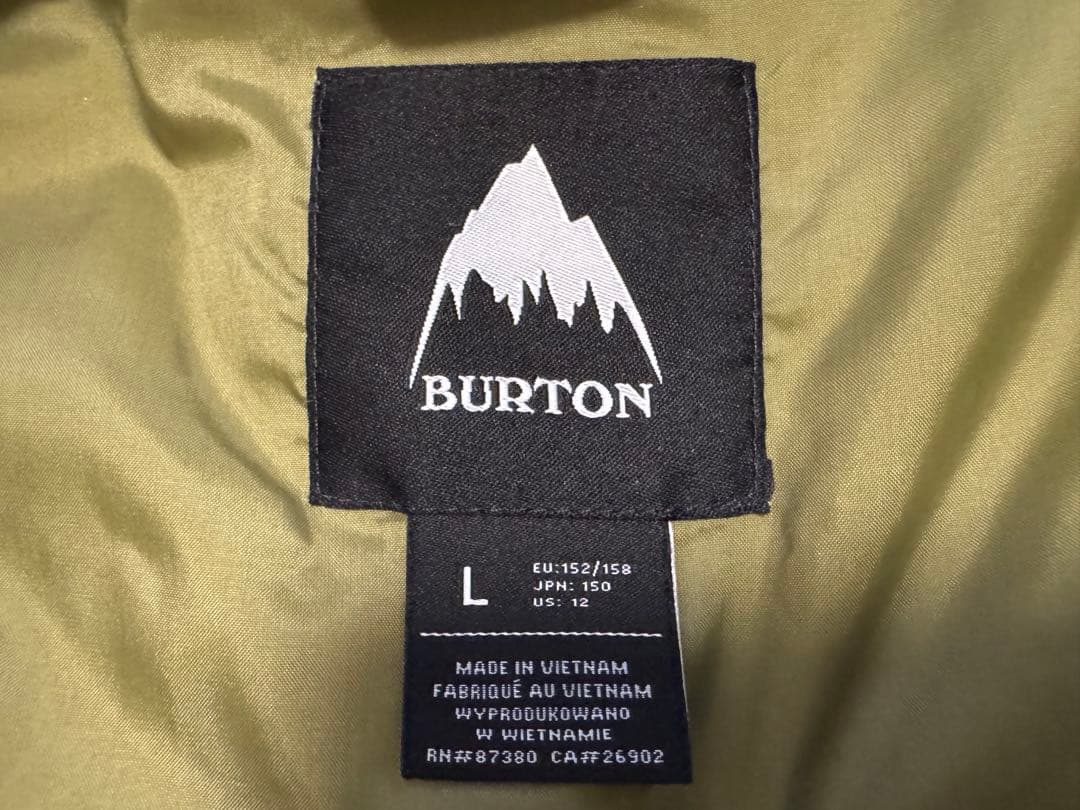 BURTON
L
EU:152/158
JPN: 150
US: 12
MADE IN VIETNAM
FABRIQUÉ AU VIETNAM
WYPRODUKOWANO
W WIETNAMIE
RN#87380 CA#26902